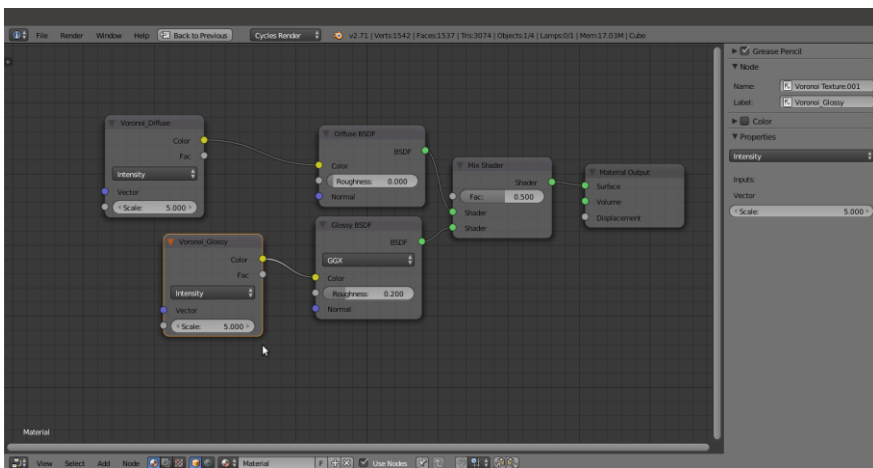 File Render Window Help Back to Previous Cycles Render v2.71 | Verts:1542 | Faces:1537 | Tris:3074 | Objects:1/4 | Lamps:0/1 | Mem:17.03M | Cube
Grease Pencil
Node
Name: Voronoi Texture.001
Label: Voronoi_Glossy
Color
Properties
Intensity
Inputs:
Vector
Scale: 5.000
Voronoi_Diffuse
Color
Fac
Intensity
Vector
Scale: 5.000
Diffuse BSDF
BSDF
Color
Roughness: 0.000
Normal
Mix Shader
Shader
Fac: 0.500
Shader
Shader
Material Output
Surface
Volume
Displacement
Voronoi_Glossy
Color
Fac
Intensity
Vector
Scale: 5.000
Glossy BSDF
BSDF
GGX
Color
Roughness: 0.200
Normal
Material
View Select Add Node Material F Use Nodes